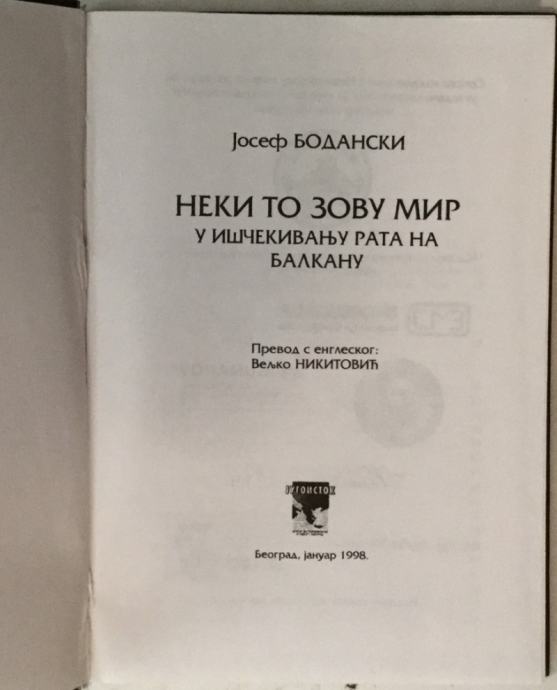 Јосеф БОДАНСКИ
НЕКИ ТО ЗОВУ МИР
У ИШЧЕКИВАЊУ РАТА НА
БАЛКАНУ
Превод с енглеског:
Вељко НИКИТОВИЋ
ЈУГОИСТОК
Београд, јануар 1998.